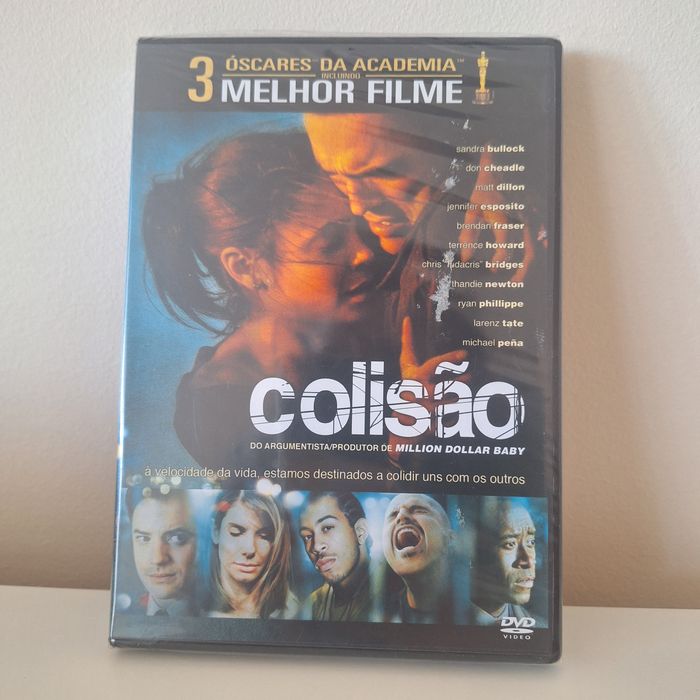 3 ÓSCARES DA ACADEMIA™
INCLUINDO
MELHOR FILME
sandra bullock
don cheadle
matt dillon
jennifer esposito
brendan fraser
terrence howard
chris "ludacris" bridges
thandie newton
ryan phillippe
larenz tate
michael peña
colisão
DO ARGUMENTISTA/PRODUTOR DE MILLION DOLLAR BABY
à velocidade da vida, estamos destinados a colidir uns com os outros
DVD
VIDEO